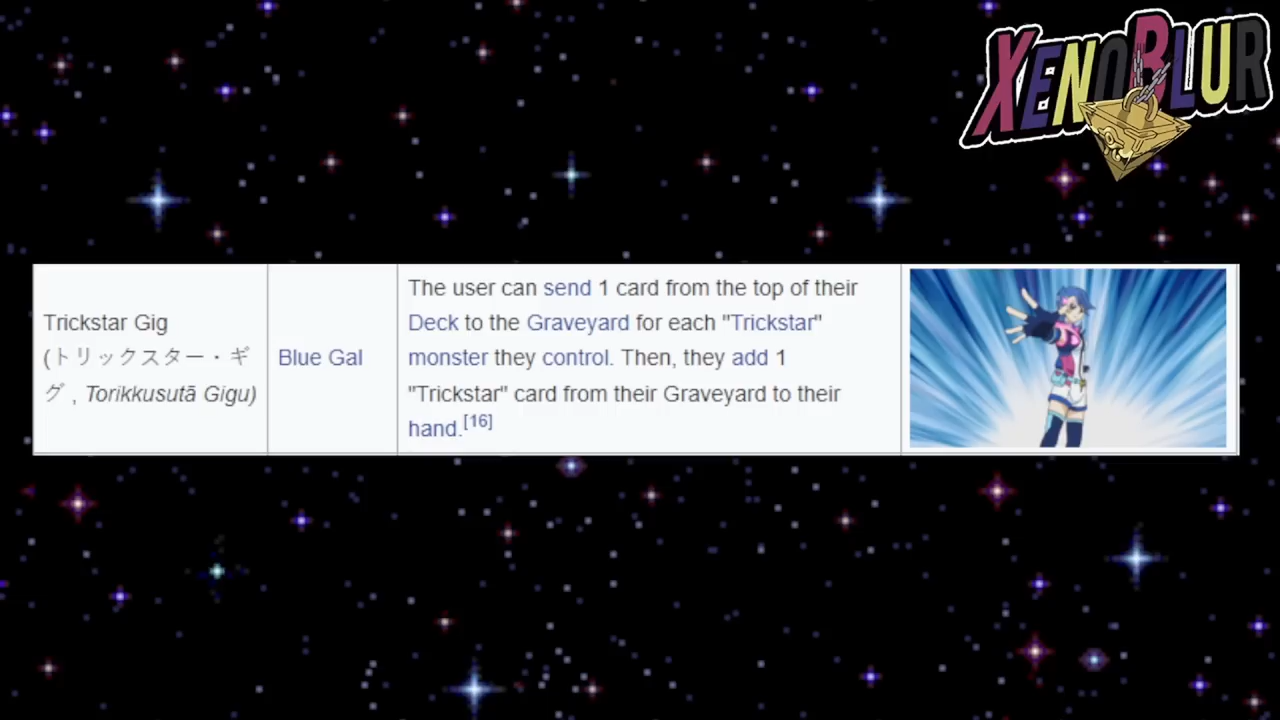 XENOBLUR
Trickstar Gig
(トリックスター・ギ
グ , Torikkusutā Gigu)
Blue Gal
The user can send 1 card from the top of their
Deck to the Graveyard for each "Trickstar"
monster they control. Then, they add 1
"Trickstar" card from their Graveyard to their
hand.[16]